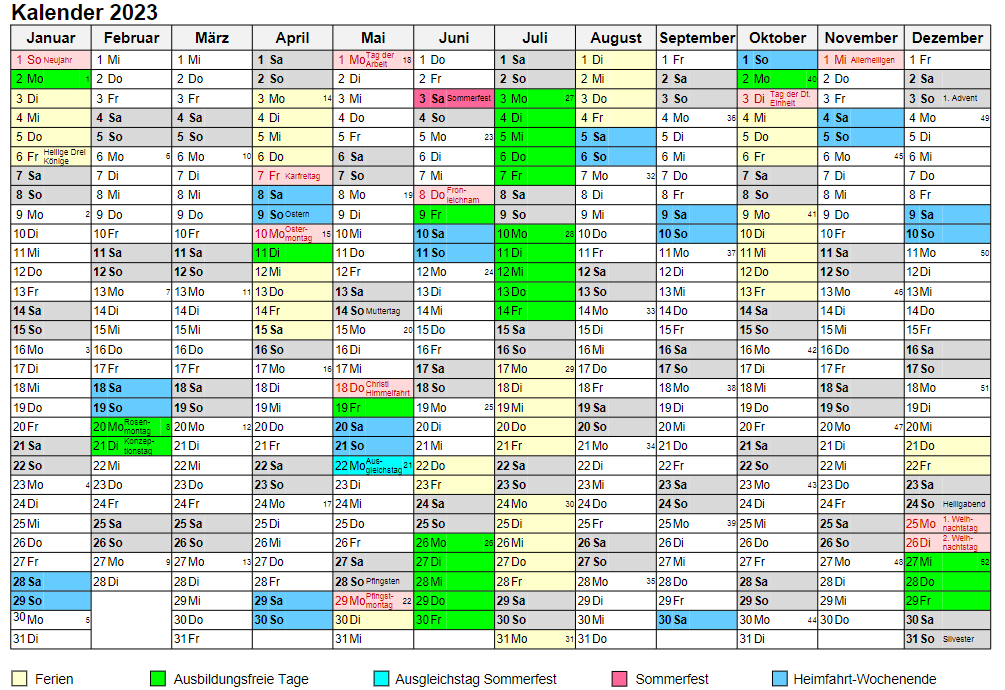 Kalender 2023
Januar Februar März April Mai Juni Juli August September Oktober November Dezember
1 So Neujahr 1 Mi 1 Mi 1 Sa 1 Mo Tag der Arbeit 18 1 Do 1 Sa 1 Di 1 Fr 1 So 1 Mi Allerheiligen 1 Fr
2 Mo 1 2 Do 2 Do 2 So 2 Di 2 Fr 2 So 2 Mi 2 Sa 2 Mo 40 2 Do 2 Sa
3 Di 3 Fr 3 Fr 3 Mo 14 3 Mi 3 Sa Sommerfest 3 Mo 27 3 Do 3 So 3 Di Tag der Dt. Einheit 3 Fr 3 So 1. Advent
4 Mi 4 Sa 4 Sa 4 Di 4 Do 4 So 4 Di 4 Fr 4 Mo 36 4 Mi 4 Sa 4 Mo 49
5 Do 5 So 5 So 5 Mi 5 Fr 5 Mo 23 5 Mi 5 Sa 5 Di 5 Do 5 So 5 Di
6 Fr Heilige Drei Könige 6 Mo 6 6 Mo 10 6 Do 6 Sa 6 Di 6 Do 6 So 6 Mi 6 Fr 6 Mo 45 6 Mi
7 Sa 7 Di 7 Di 7 Fr Karfreitag 7 So 7 Mi 7 Fr 7 Mo 32 7 Do 7 Sa 7 Di 7 Do
8 So 8 Mi 8 Mi 8 Sa 8 Mo 19 8 Do Fron-leichnam 8 Sa 8 Di 8 Fr 8 So 8 Mi 8 Fr
9 Mo 2 9 Do 9 Do 9 So Ostern 9 Di 9 Fr 9 So 9 Mi 9 Sa 9 Mo 41 9 Do 9 Sa
10 Di 10 Fr 10 Fr 10 Mo Oster-montag 15 10 Mi 10 Sa 10 Mo 28 10 Do 10 So 10 Di 10 Fr 10 So
11 Mi 11 Sa 11 Sa 11 Di 11 Do 11 So 11 Di 11 Fr 11 Mo 37 11 Mi 11 Sa 11 Mo 50
12 Do 12 So 12 So 12 Mi 12 Fr 12 Mo 24 12 Mi 12 Sa 12 Di 12 Do 12 So 12 Di
13 Fr 13 Mo 7 13 Mo 11 13 Do 13 Sa 13 Di 13 Do 13 So 13 Mi 13 Fr 13 Mo 46 13 Mi
14 Sa 14 Di 14 Di 14 Fr 14 So Muttertag 14 Mi 14 Fr 14 Mo 33 14 Do 14 Sa 14 Di 14 Do
15 So 15 Mi 15 Mi 15 Sa 15 Mo 20 15 Do 15 Sa 15 Di 15 Fr 15 So 15 Mi 15 Fr
16 Mo 3 16 Do 16 Do 16 So 16 Di 16 Fr 16 So 16 Mi 16 Sa 16 Mo 42 16 Do 16 Sa
17 Di 17 Fr 17 Fr 17 Mo 16 17 Mi 17 Sa 17 Mo 29 17 Do 17 So 17 Di 17 Fr 17 So
18 Mi 18 Sa 18 Sa 18 Di 18 Do Christi Himmelfahrt 18 So 18 Di 18 Fr 18 Mo 38 18 Mi 18 Sa 18 Mo 51
19 Do 19 So 19 So 19 Mi 19 Fr 19 Mo 25 19 Mi 19 Sa 19 Di 19 Do 19 So 19 Di
20 Fr 20 Mo Rosen-montag 8 20 Mo 12 20 Do 20 Sa 20 Di 20 Do 20 So 20 Mi 20 Fr 20 Mo 47 20 Mi
21 Sa 21 Di Konzep-tionstag 21 Di 21 Fr 21 So 21 Mi 21 Fr 21 Mo 34 21 Do 21 Sa 21 Di 21 Do
22 So 22 Mi 22 Mi 22 Sa 22 Mo Aus-gleichstag 21 22 Do 22 Sa 22 Di 22 Fr 22 So 22 Mi 22 Fr
23 Mo 4 23 Do 23 Do 23 So 23 Di 23 Fr 23 So 23 Mi 23 Sa 23 Mo 43 23 Do 23 Sa
24 Di 24 Fr 24 Fr 24 Mo 17 24 Mi 24 Sa 24 Mo 30 24 Do 24 So 24 Di 24 Fr 24 So Heiligabend
25 Mi 25 Sa 25 Sa 25 Di 25 Do 25 So 25 Di 25 Fr 25 Mo 39 25 Mi 25 Sa 25 Mo 1. Weih-nachtstag
26 Do 26 So 26 So 26 Mi 26 Fr 26 Mo 26 26 Mi 26 Sa 26 Di 26 Do 26 So 26 Di 2. Weih-nachtstag
27 Fr 27 Mo 9 27 Mo 13 27 Do 27 Sa 27 Di 27 Do 27 So 27 Mi 27 Fr 27 Mo 48 27 Mi 52
28 Sa 28 Di 28 Di 28 Fr 28 So Pfingsten 28 Mi 28 Fr 28 Mo 35 28 Do 28 Sa 28 Di 28 Do
29 So 29 Mi 29 Sa 29 Mo Pfingst-montag 22 29 Do 29 Sa 29 Di 29 Fr 29 So 29 Mi 29 Fr
30 Mo 5 30 Do 30 So 30 Di 30 Fr 30 So 30 Mi 30 Sa 30 Mo 44 30 Do 30 Sa
31 Di 31 Fr 31 Mi 31 Mo 31 31 Do 31 Di 31 So Silvester
Ferien Ausbildungsfreie Tage Ausgleichstag Sommerfest Sommerfest Heimfahrt-Wochenende